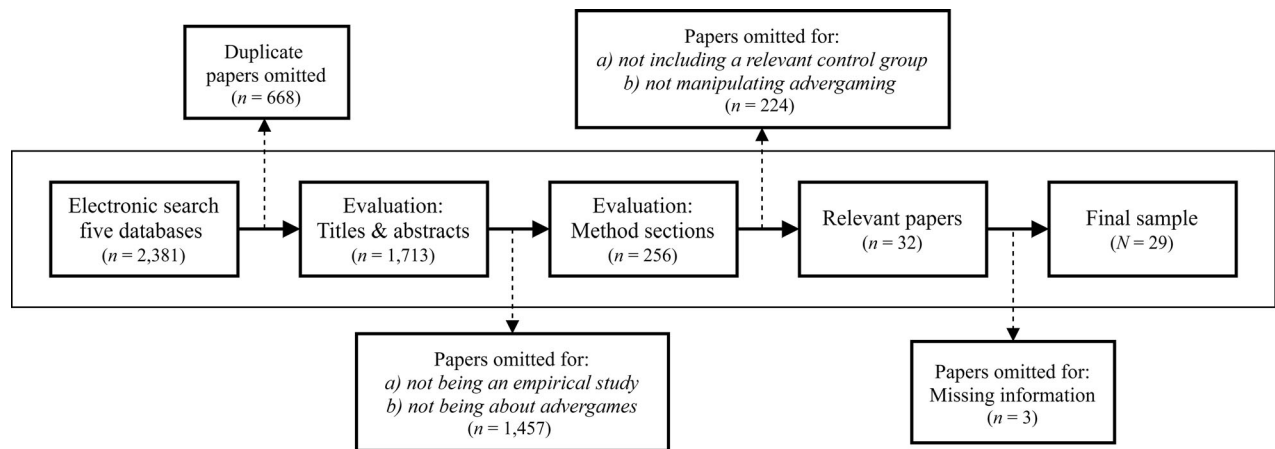 Duplicate
papers omitted
(n = 668)
Papers omitted for:
a) not including a relevant control group
b) not manipulating advergaming
(n = 224)
Electronic search
five databases
(n = 2,381)
Evaluation:
Titles & abstracts
(n = 1,713)
Evaluation:
Method sections
(n = 256)
Relevant papers
(n = 32)
Final sample
(N = 29)
Papers omitted for:
a) not being an empirical study
b) not being about advergames
(n = 1,457)
Papers omitted for:
Missing information
(n = 3)